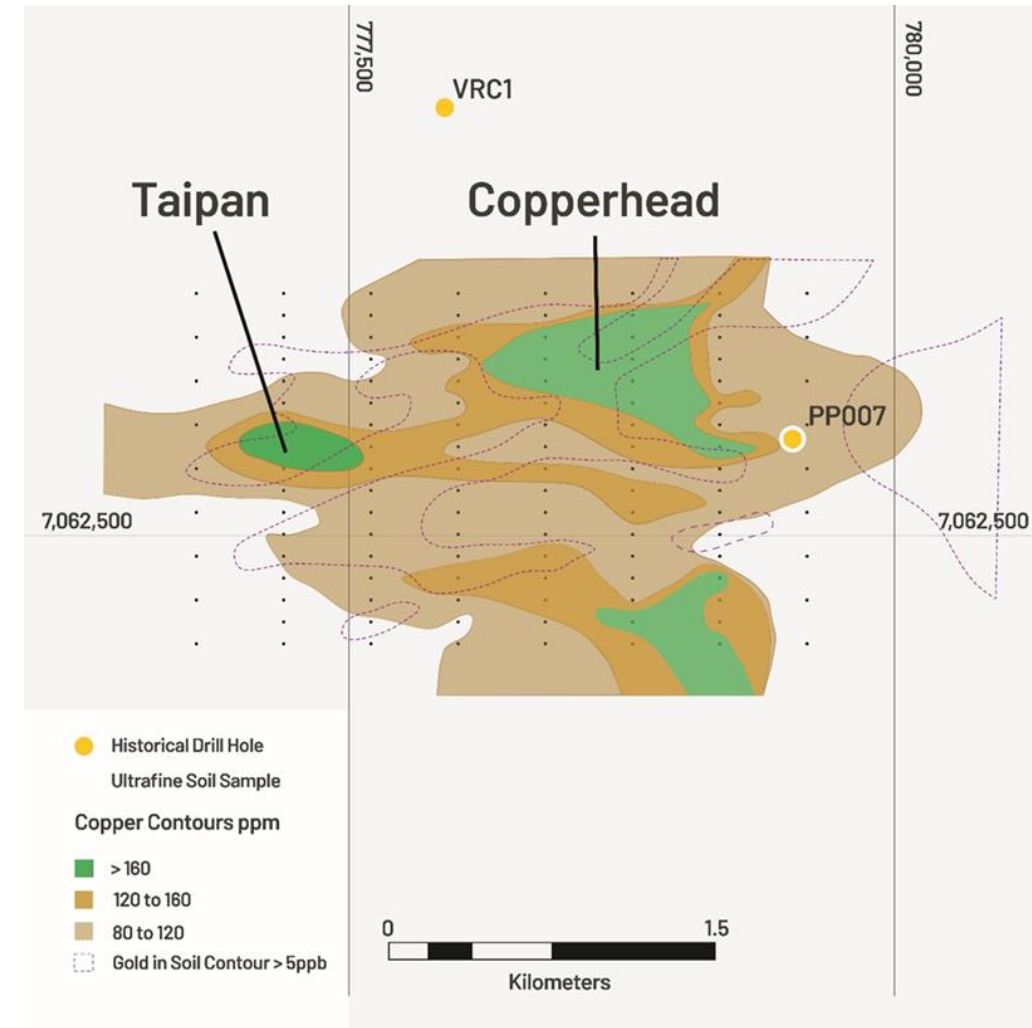 777,500
780,000
VRC1
Taipan
Copperhead
PP007
7,062,500
7,062,500
Historical Drill Hole
Ultrafine Soil Sample
Copper Contours ppm
> 160
120 to 160
80 to 120
Gold in Soil Contour > 5ppb
0
1.5
Kilometers